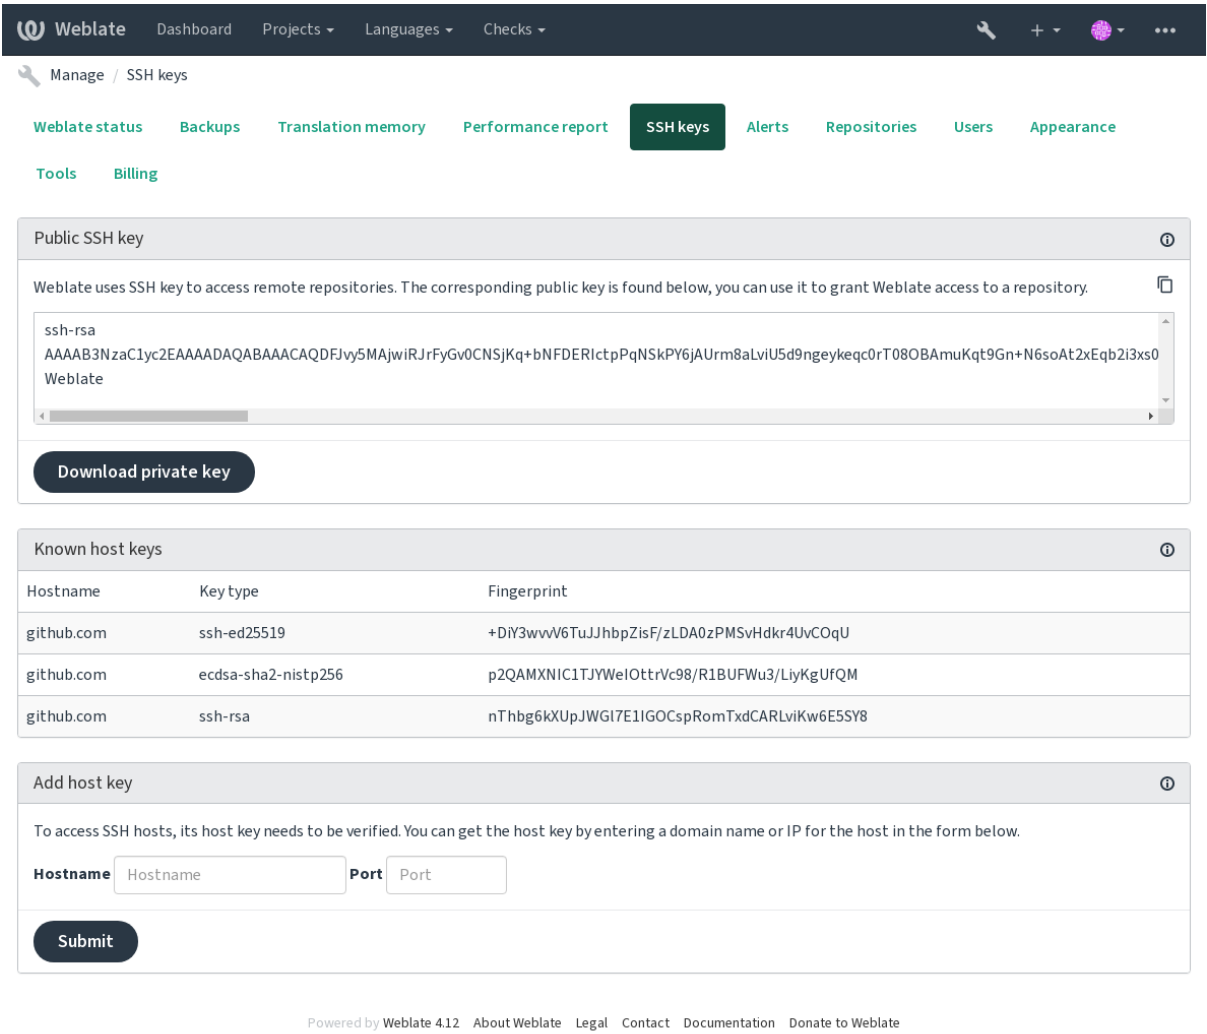 Weblate Dashboard Projects Languages Checks
Manage / SSH keys
Weblate status Backups Translation memory Performance report SSH keys Alerts Repositories Users Appearance
Tools Billing
Public SSH key
Weblate uses SSH key to access remote repositories. The corresponding public key is found below, you can use it to grant Weblate access to a repository.
ssh-rsa
AAAAB3NzaC1yc2EAAAADAQABAAACAQDFJvy5MAjwiRJrFyGv0CNSjKq+bNFDERIctpPqNSkPY6jAUrm8aLviU5d9ngeykeqc0rT08OBAmuKqt9Gn+N6soAt2xEqb2i3xs0
Weblate
Download private key
Known host keys
Hostname Key type Fingerprint
github.com ssh-ed25519 +DiY3wvvV6TuJJhbpZisF/zLDA0zPMSvHdkr4UvCOqU
github.com ecdsa-sha2-nistp256 p2QAMXNIC1TJYWeIOttrVc98/R1BUFWu3/LiyKgUfQM
github.com ssh-rsa nThbg6kXUpJWGl7E1IGOCspRomTxdCARLviKw6E5SY8
Add host key
To access SSH hosts, its host key needs to be verified. You can get the host key by entering a domain name or IP for the host in the form below.
Hostname Hostname Port Port
Submit
Powered by Weblate 4.12 About Weblate Legal Contact Documentation Donate to Weblate